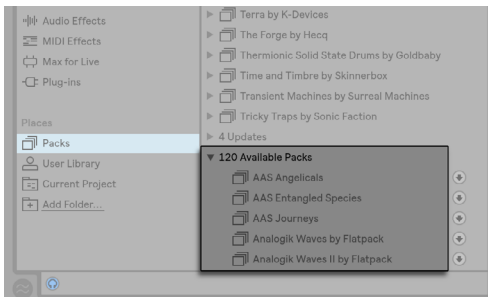 Audio Effects
MIDI Effects
Max for Live
Plug-ins
Places
Packs
User Library
Current Project
Add Folder...
Terra by K-Devices
The Forge by Hecq
Thermionic Solid State Drums by Goldbaby
Time and Timbre by Skinnerbox
Transient Machines by Surreal Machines
Tricky Traps by Sonic Faction
4 Updates
120 Available Packs
AAS Angelicals
AAS Entangled Species
AAS Journeys
Analogik Waves by Flatpack
Analogik Waves II by Flatpack